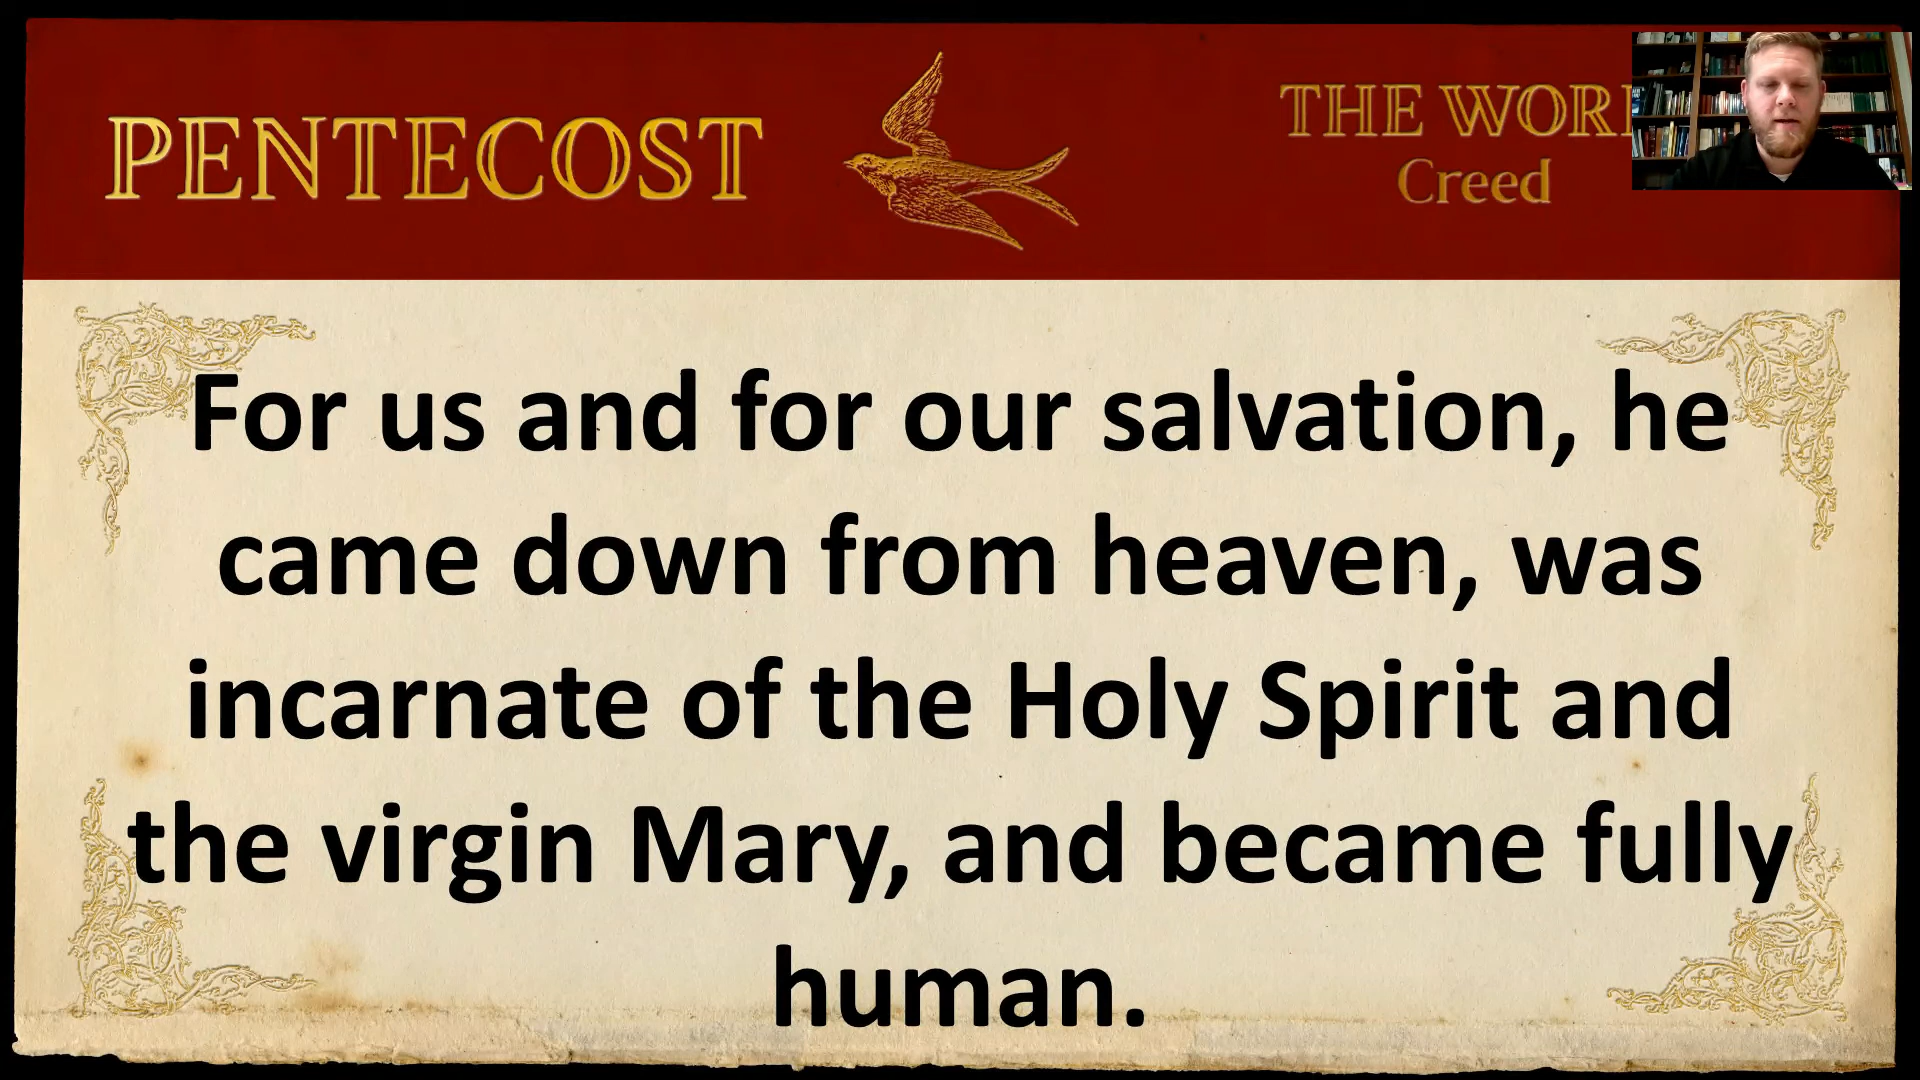 PENTECOST
THE WOR
Creed
For us and for our salvation, he
came down from heaven, was
incarnate of the Holy Spirit and
the virgin Mary, and became fully
human.